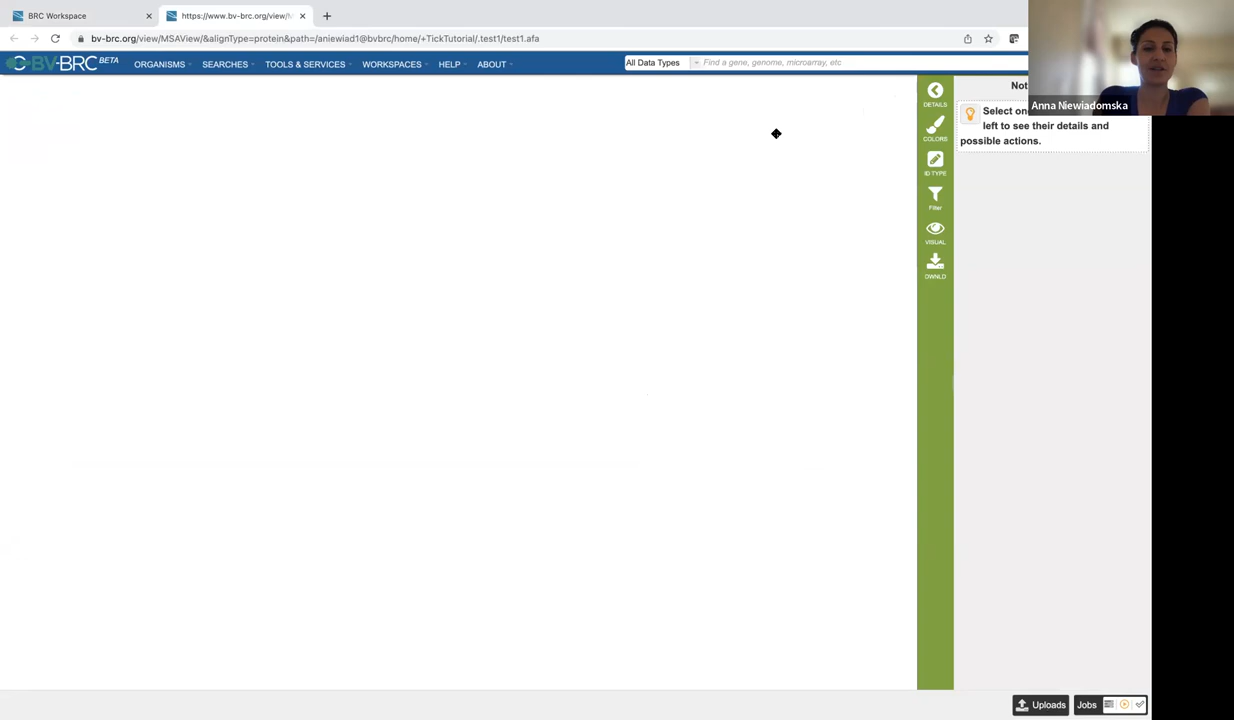 BRC Workspace
https://www.bv-brc.org/view/M
bv-brc.org/view/MSAView/&alignType=protein&path=/aniewiad1@bvbrc/home/+TickTutorial/.test1/test1.afa
BV-BRC BETA
ORGANISMS
SEARCHES
TOOLS & SERVICES
WORKSPACES
HELP
ABOUT
All Data Types
Find a gene, genome, microarray, etc
Anna Niewiadomska
DETAILS
COLORS
ID TYPE
Filter
VISUAL
DWNLD
left to see their details and
possible actions.
Select
Uploads
Jobs